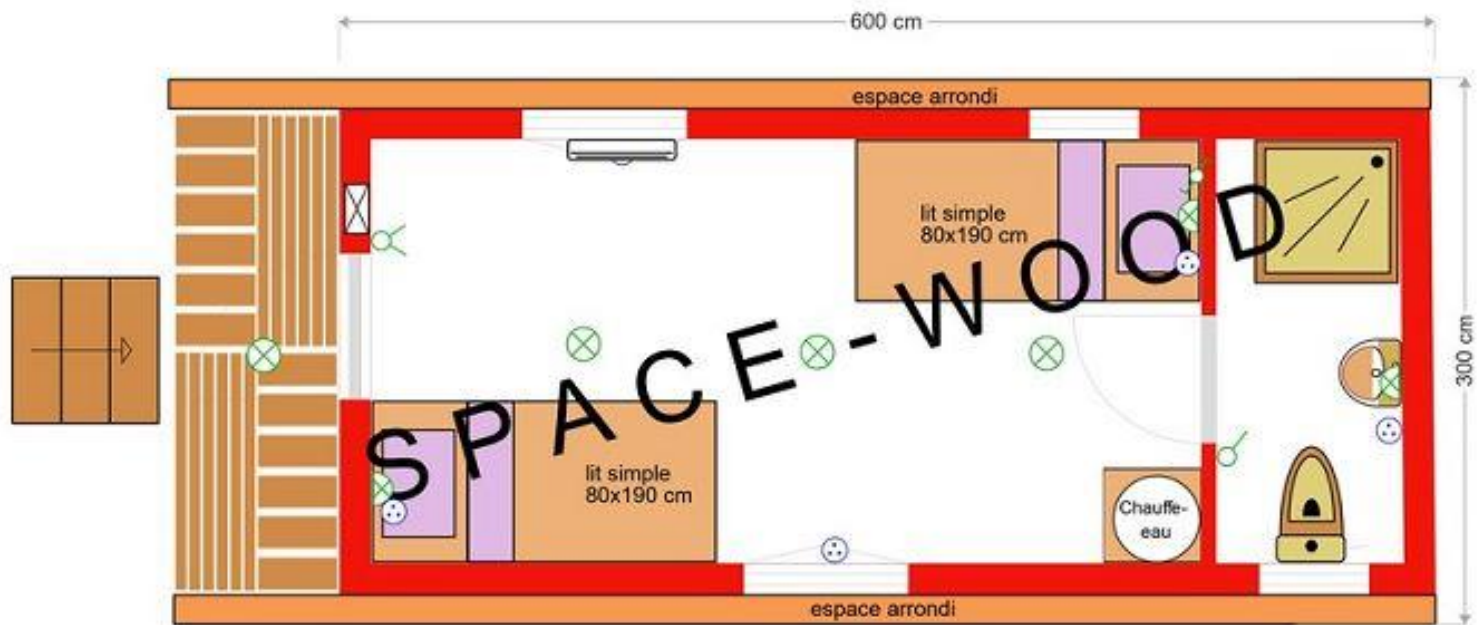 600 cm
espace arrondi
lit simple
80x190 cm
300 cm
SPACE-WOOD
lit simple
80x190 cm
Chauffe-
eau
espace arrondi